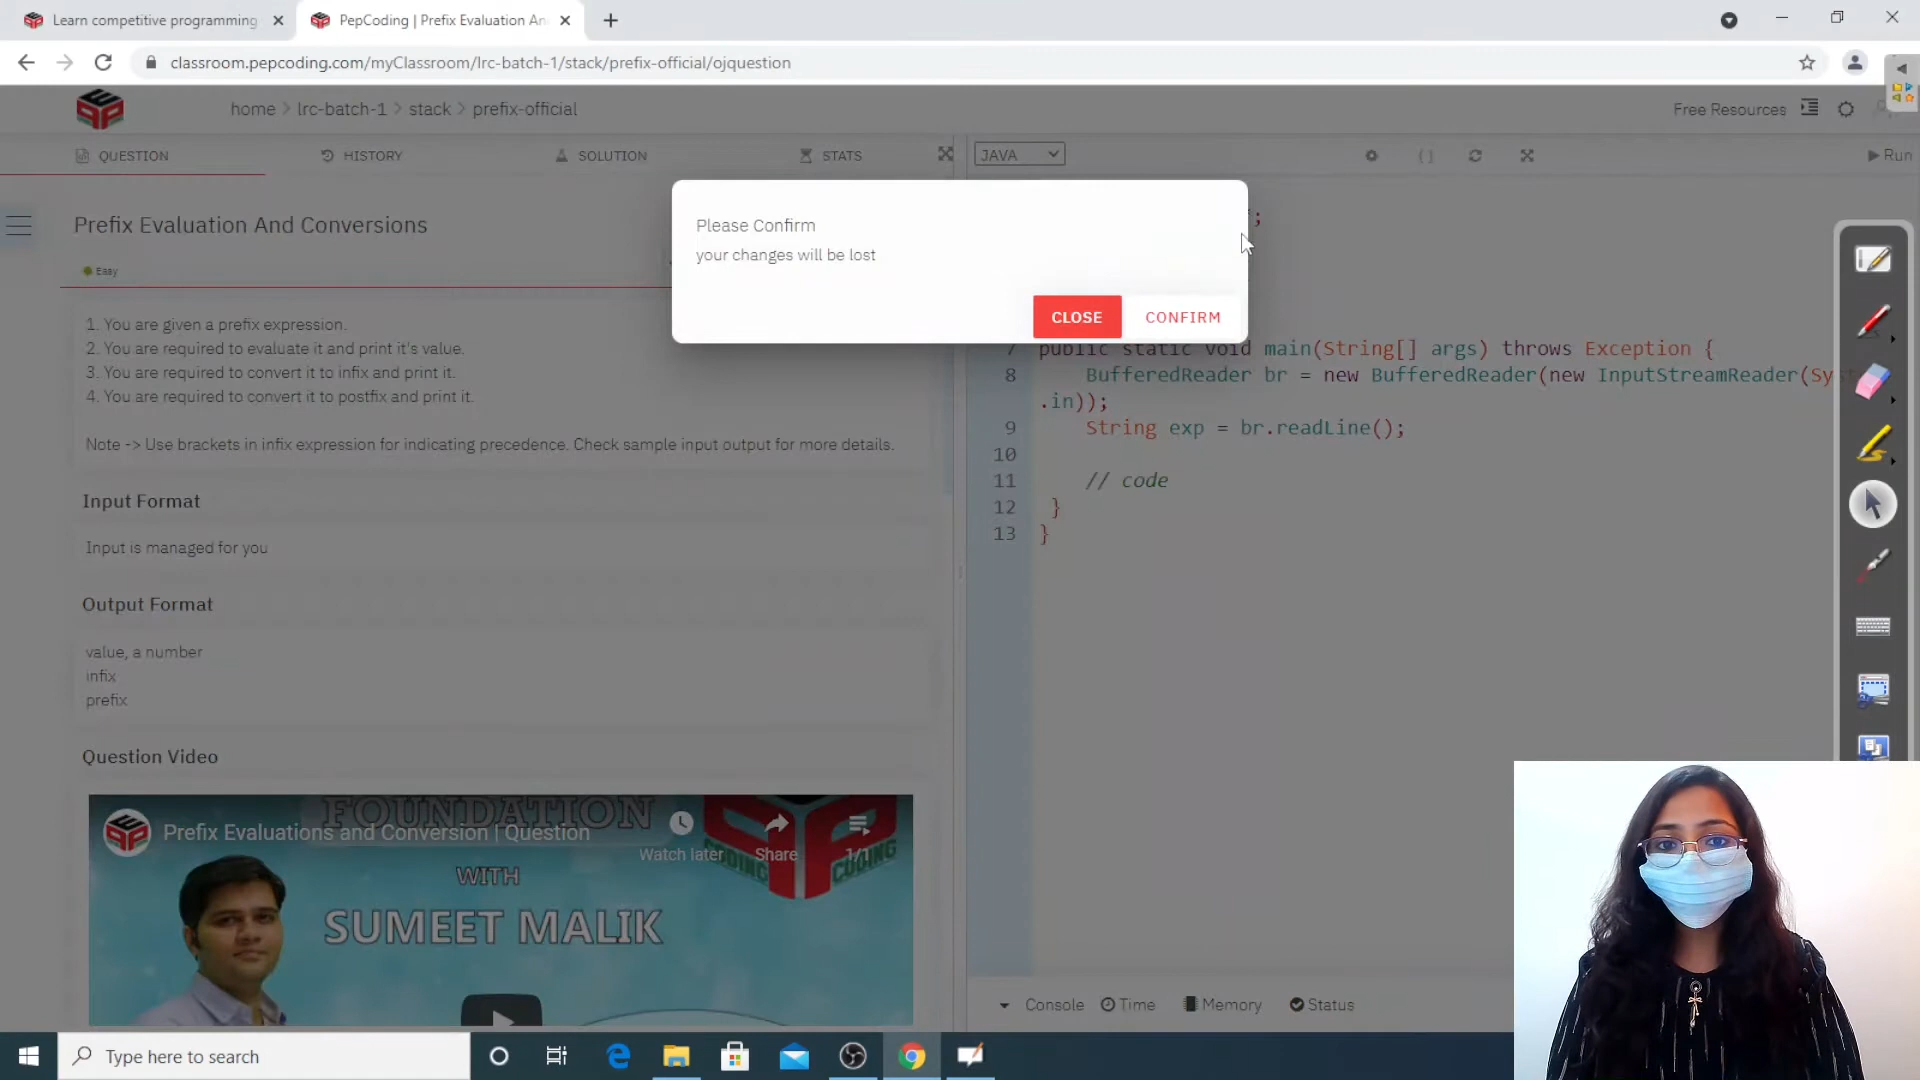 Learn competitive programming
PepCoding | Prefix Evaluation An
classroom.pepcoding.com/myClassroom/lrc-batch-1/stack/prefix-official/ojquestion
home > lrc-batch-1 > stack > prefix-official
Free Resources
QUESTION
HISTORY
SOLUTION
STATS
JAVA
Run
Please Confirm
your changes will be lost
CLOSE
CONFIRM
Prefix Evaluation And Conversions
Easy
1. You are given a prefix expression.
2. You are required to evaluate it and print it's value.
3. You are required to convert it to infix and print it.
4. You are required to convert it to postfix and print it.
Note -> Use brackets in infix expression for indicating precedence. Check sample input output for more details.
Input Format
Input is managed for you
Output Format
value, a number
infix
prefix
Question Video
FOUNDATION
Prefix Evaluations and Conversion | Question
Watch later
Share
1/1
CODING
CODING
WITH
SUMEET MALIK
;
7 public static void main(String[] args) throws Exception {
8 BufferedReader br = new BufferedReader(new InputStreamReader(Sys
.in));
9 String exp = br.readLine();
10
11 // code
12 }
13 }
Console
Time
Memory
Status
Type here to search